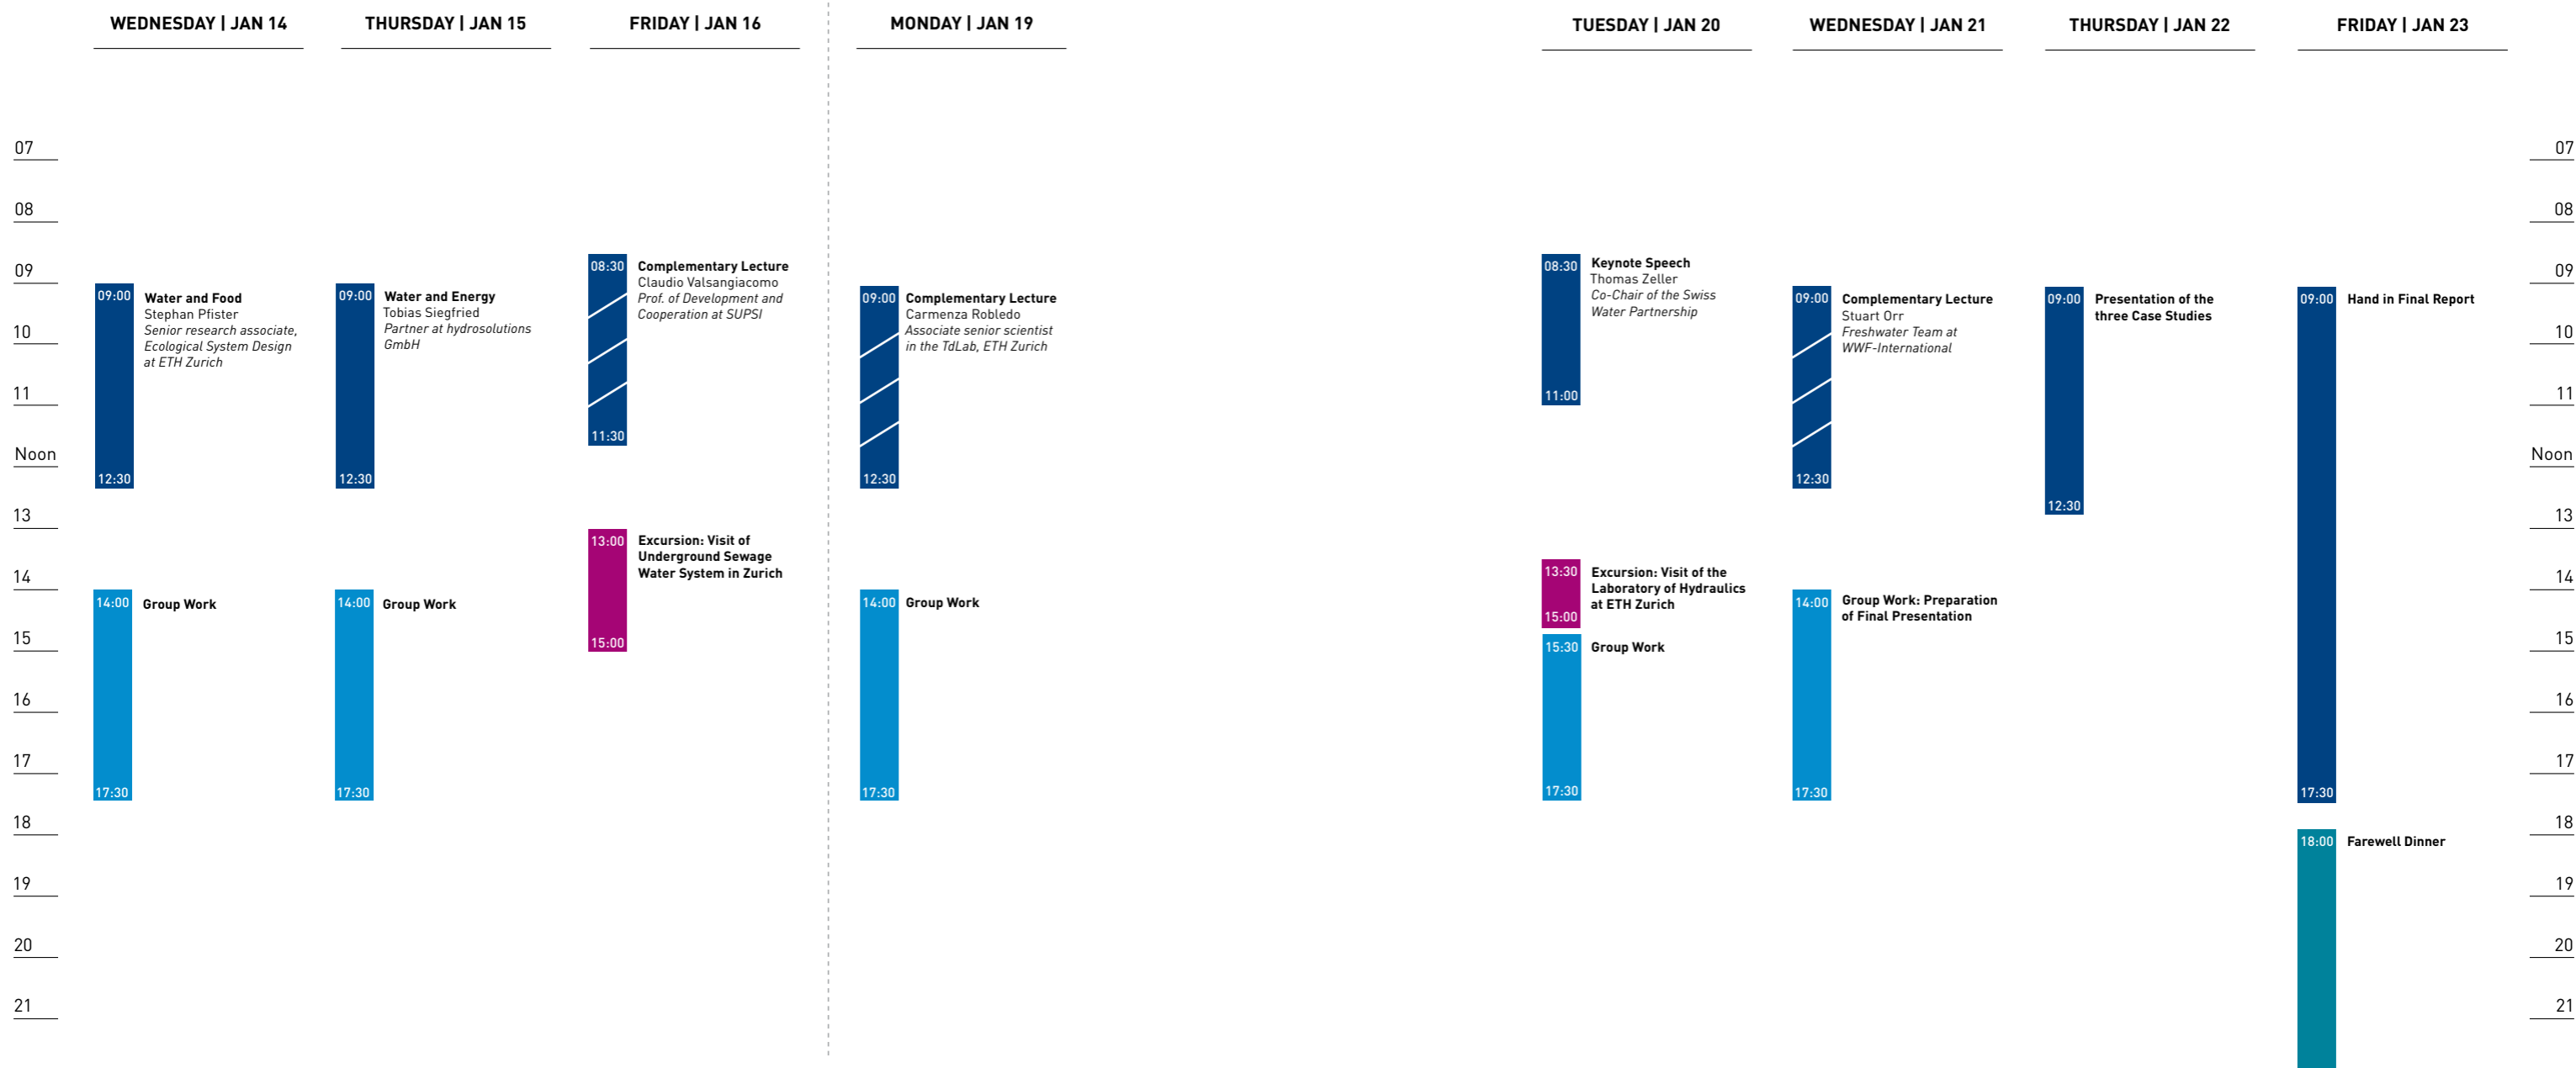 WEDNESDAY | JAN 14
THURSDAY | JAN 15
FRIDAY | JAN 16
MONDAY | JAN 19
TUESDAY | JAN 20
WEDNESDAY | JAN 21
THURSDAY | JAN 22
FRIDAY | JAN 23
07
08
09
10
11
Noon
13
14
15
16
17
18
19
20
21
09:00
Water and Food
Stephan Pfister
Senior research associate,
Ecological System Design
at ETH Zurich
12:30
14:00
Group Work
17:30
09:00
Water and Energy
Tobias Siegfried
Partner at hydrosolutions
GmbH
12:30
14:00
Group Work
17:30
08:30
Complementary Lecture
Claudio Valsangiacomo
Prof. of Development and
Cooperation at SUPSI
11:30
13:00
Excursion: Visit of
Underground Sewage
Water System in Zurich
15:00
09:00
Complementary Lecture
Carmenza Robledo
Associate senior scientist
in the TdLab, ETH Zurich
12:30
14:00
Group Work
17:30
08:30
Keynote Speech
Thomas Zeller
Co-Chair of the Swiss
Water Partnership
11:00
13:30
Excursion: Visit of the
Laboratory of Hydraulics
at ETH Zurich
15:00
15:30
Group Work
17:30
09:00
Complementary Lecture
Stuart Orr
Freshwater Team at
WWF-International
12:30
14:00
Group Work: Preparation
of Final Presentation
17:30
09:00
Presentation of the
three Case Studies
12:30
09:00
Hand in Final Report
17:30
18:00
Farewell Dinner
07
08
09
10
11
Noon
13
14
15
16
17
18
19
20
21